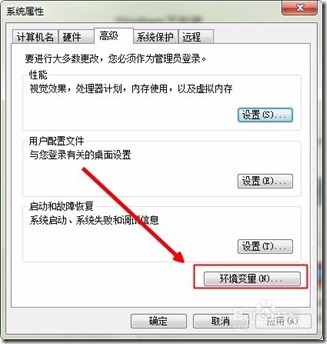 系统属性
计算机名
硬件
高级
系统保护
远程
要进行大多数更改，您必须作为管理员登录。
性能
视觉效果，处理器计划，内存使用，以及虚拟内存
设置(S)...
用户配置文件
与您登录有关的桌面设置
设置(E)...
启动和故障恢复
系统启动、系统失败和调试信息
设置(T)...
环境变量(N)...
确定
取消
应用(A)